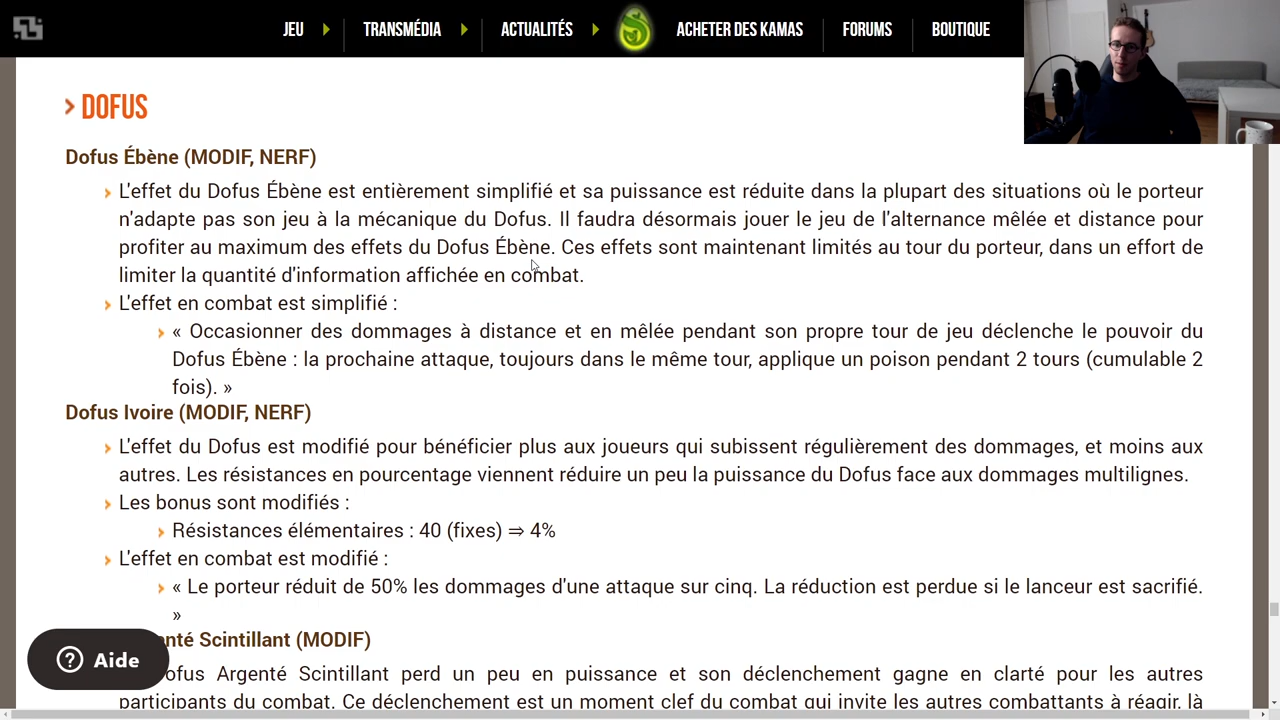 JEU TRANSMÉDIA ACTUALITÉS ACHETER DES KAMAS FORUMS BOUTIQUE
DOFUS
Dofus Ébène (MODIF, NERF)
L'effet du Dofus Ébène est entièrement simplifié et sa puissance est réduite dans la plupart des situations où le porteur
n'adapte pas son jeu à la mécanique du Dofus. Il faudra désormais jouer le jeu de l'alternance mêlée et distance pour
profiter au maximum des effets du Dofus Ébène. Ces effets sont maintenant limités au tour du porteur, dans un effort de
limiter la quantité d'information affichée en combat.
L'effet en combat est simplifié :
« Occasionner des dommages à distance et en mêlée pendant son propre tour de jeu déclenche le pouvoir du
Dofus Ébène : la prochaine attaque, toujours dans le même tour, applique un poison pendant 2 tours (cumulable 2
fois). »
Dofus Ivoire (MODIF, NERF)
L'effet du Dofus est modifié pour bénéficier plus aux joueurs qui subissent régulièrement des dommages, et moins aux
autres. Les résistances en pourcentage viennent réduire un peu la puissance du Dofus face aux dommages multilignes.
Les bonus sont modifiés :
Résistances élémentaires : 40 (fixes) ⇒ 4%
L'effet en combat est modifié :
« Le porteur réduit de 50% les dommages d'une attaque sur cinq. La réduction est perdue si le lanceur est sacrifié.
»
Scintillant (MODIF)
Argenté Scintillant perd un peu en puissance et son déclenchement gagne en clarté pour les autres
participants du combat. Ce déclenchement est un moment clef du combat qui invite les autres combattants à réagir, là
? Aide